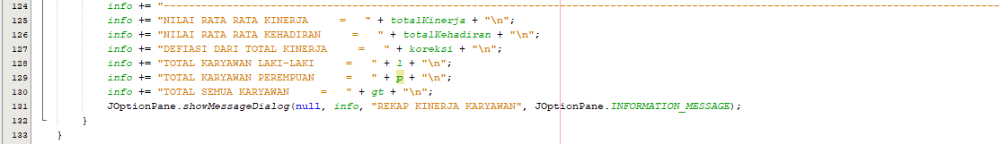 124 info += "------------------------------------------------------------------------------------------------------------------------------------
125 info += "NILAI RATA RATA KINERJA     =   " + totalKinerja + "\n";
126 info += "NILAI RATA RATA KEHADIRAN     =   " + totalKehadiran + "\n";
127 info += "DEFIASI DARI TOTAL KINERJA     =   " + koreksi + "\n";
128 info += "TOTAL KARYAWAN LAKI-LAKI     =   " + l + "\n";
129 info += "TOTAL KARYAWAN PEREMPUAN     =   " + p + "\n";
130 info += "TOTAL SEMUA KARYAWAN     =   " + gt + "\n";
131 JOptionPane.showMessageDialog(null, info, "REKAP KINERJA KARYAWAN", JOptionPane.INFORMATION_MESSAGE);
132 }
133 }